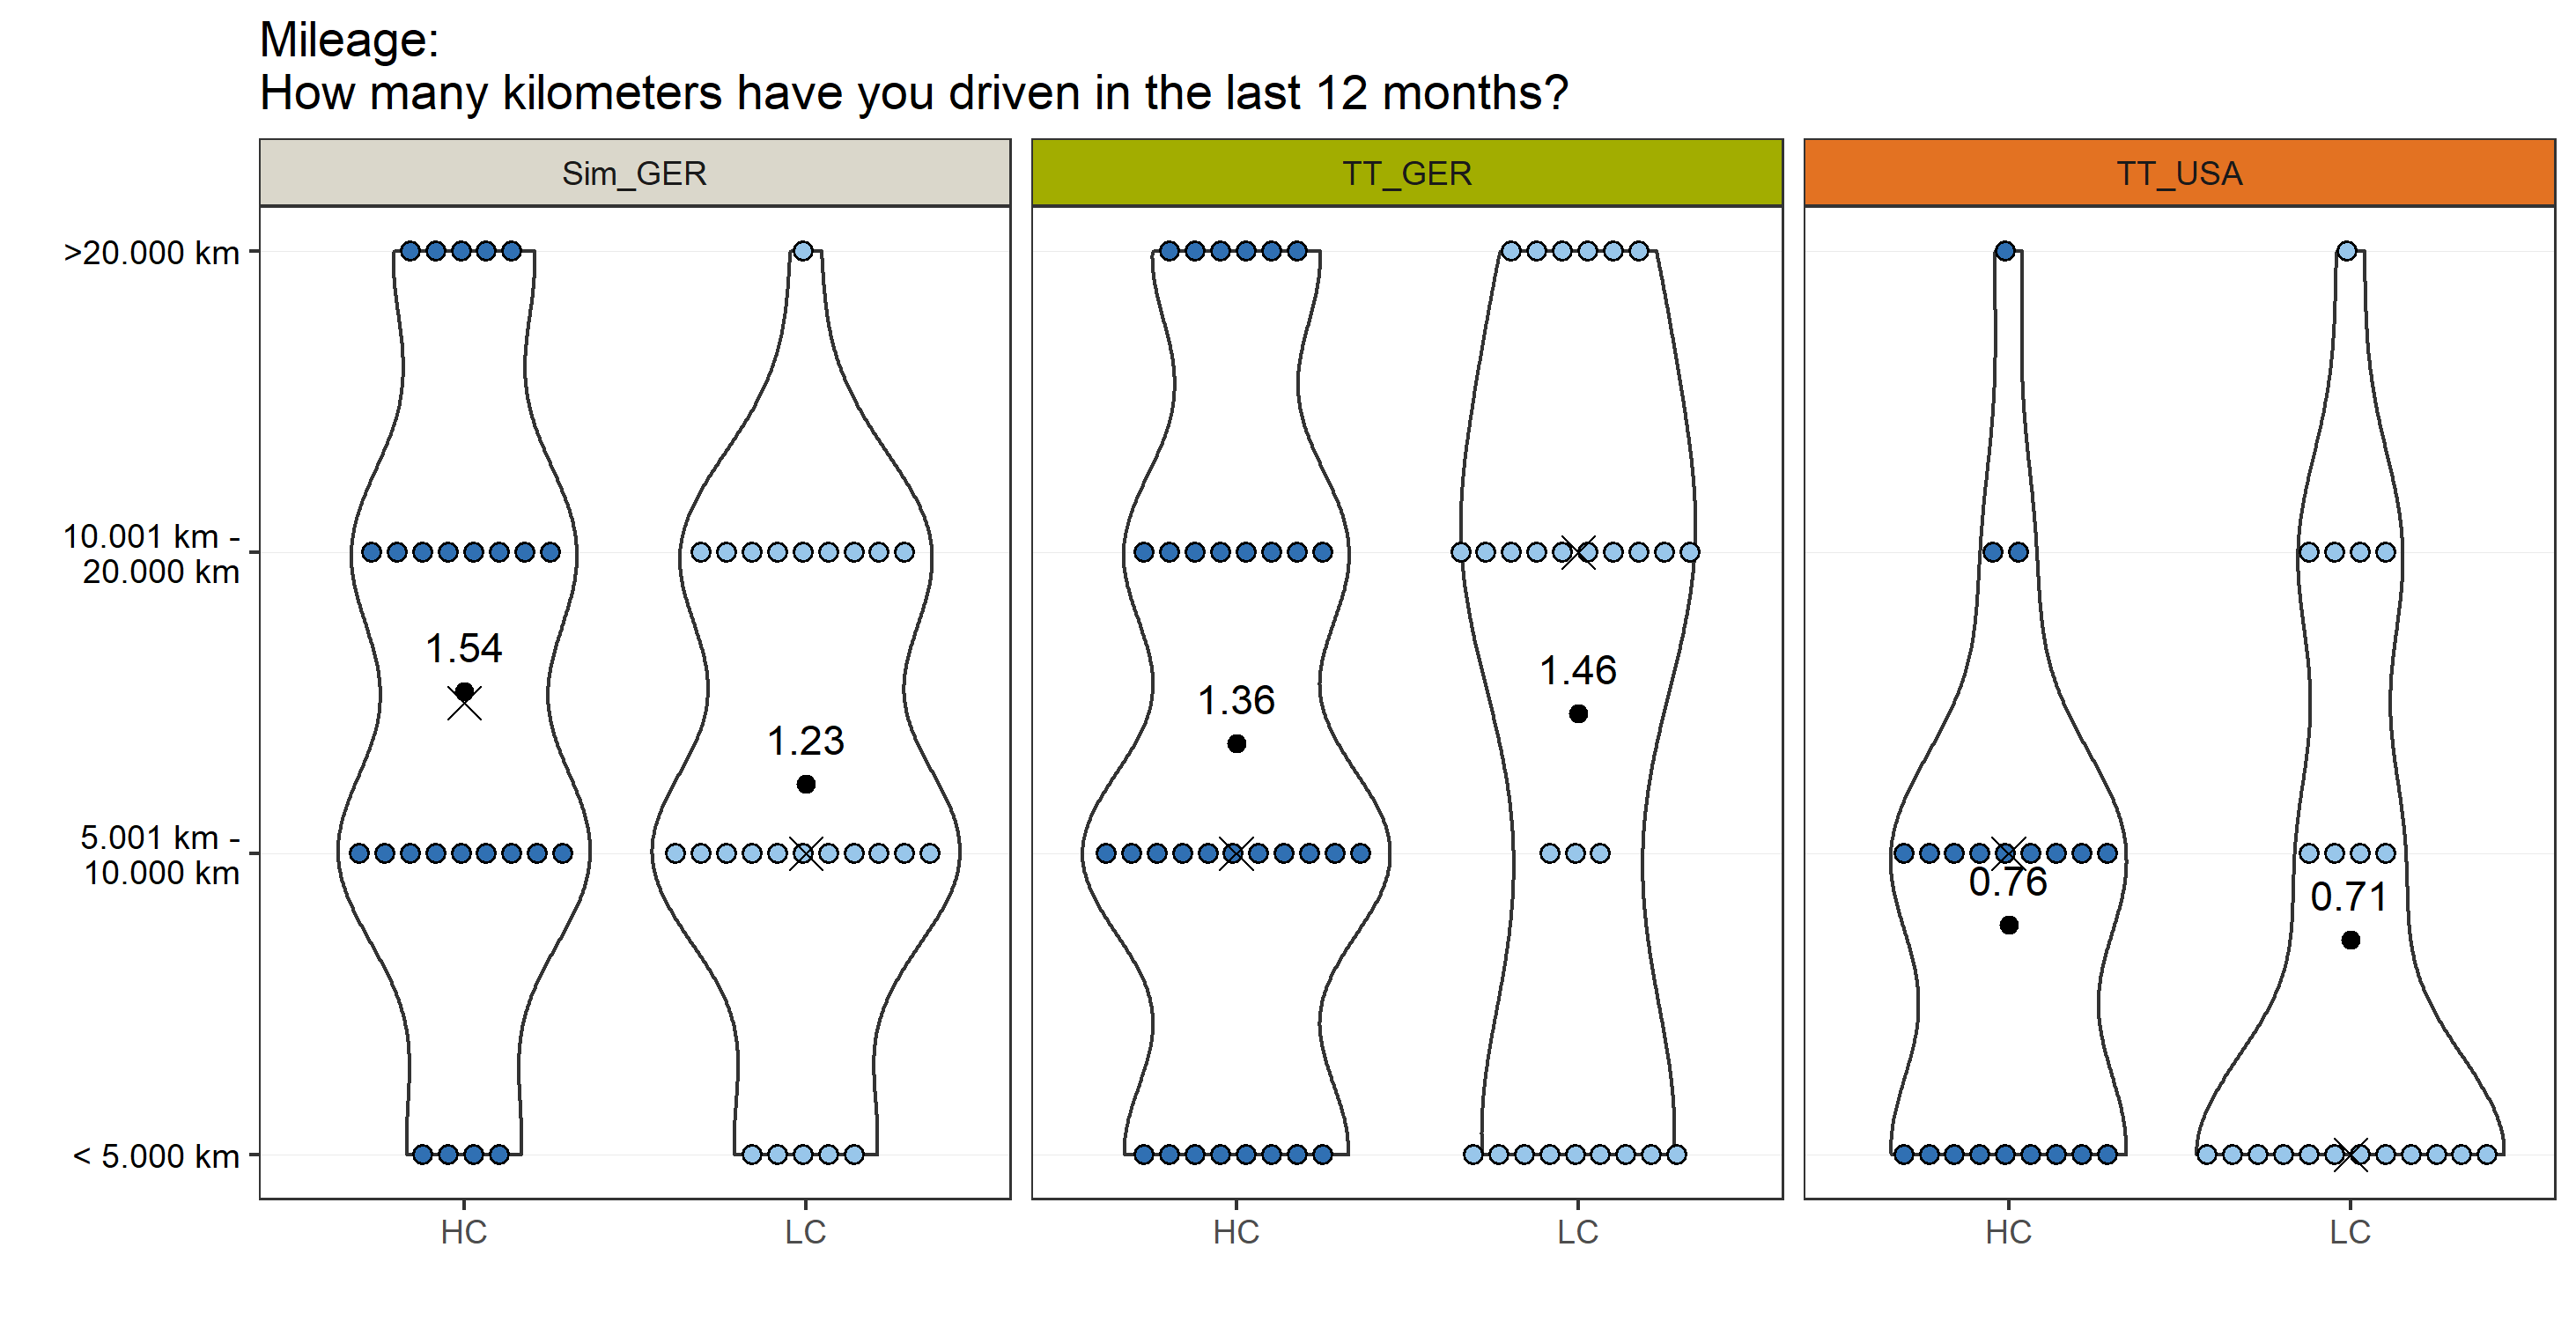 Mileage:
How many kilometers have you driven in the last 12 months?
Sim_GER
TT_GER
TT_USA
>20.000 km
10.001 km -
20.000 km
5.001 km -
10.000 km
< 5.000 km
1.54
1.23
1.36
1.46
0.76
0.71
HC
LC
HC
LC
HC
LC